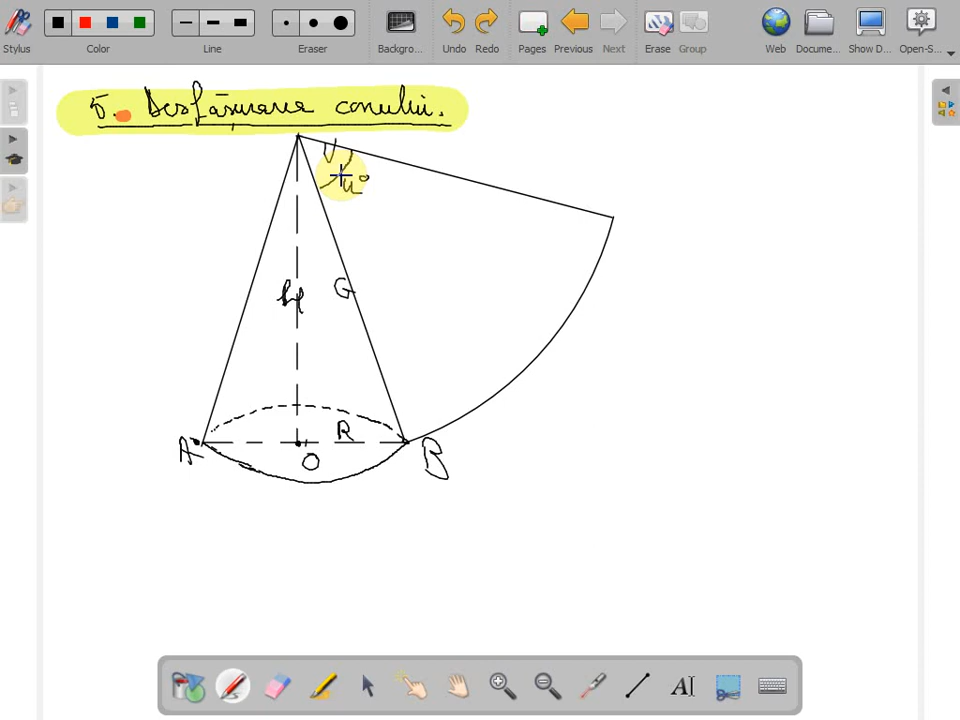 Stylus
Color
Line
Eraser
Backgro...
Undo
Redo
Pages
Previous
Next
Erase
Group
Web
Docume...
Show D...
Open-S...
5. Desfășurarea conului.
V
u°
h
G
A
R
B
O
AI